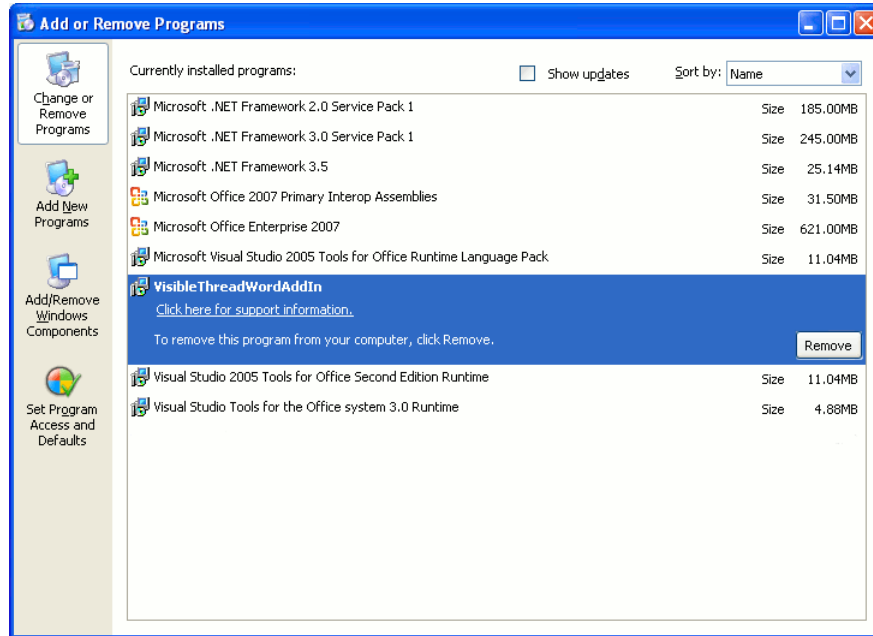 Add or Remove Programs
Change or
Remove
Programs
Add New
Programs
Add/Remove
Windows
Components
Set Program
Access and
Defaults
Currently installed programs: Show updates Sort by: Name
Microsoft .NET Framework 2.0 Service Pack 1 Size 185.00MB
Microsoft .NET Framework 3.0 Service Pack 1 Size 245.00MB
Microsoft .NET Framework 3.5 Size 25.14MB
Microsoft Office 2007 Primary Interop Assemblies Size 31.50MB
Microsoft Office Enterprise 2007 Size 621.00MB
Microsoft Visual Studio 2005 Tools for Office Runtime Language Pack Size 11.04MB
VisibleThreadWordAddIn
Click here for support information.
To remove this program from your computer, click Remove. Remove
Visual Studio 2005 Tools for Office Second Edition Runtime Size 11.04MB
Visual Studio Tools for the Office system 3.0 Runtime Size 4.88MB